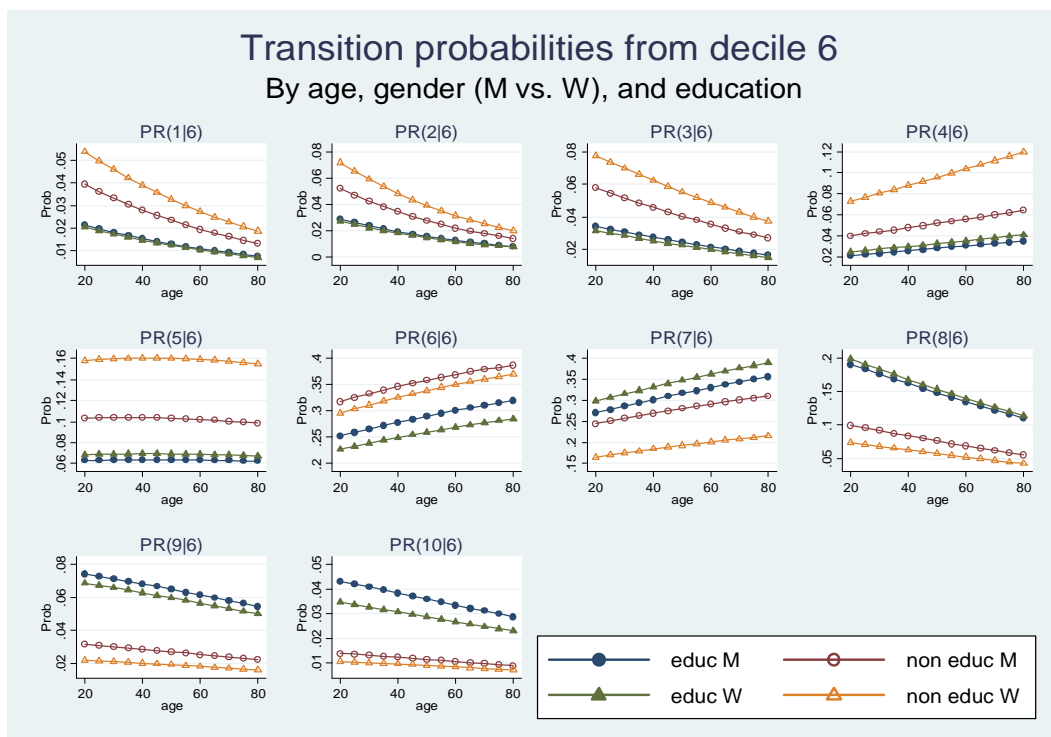 Transition probabilities from decile 6
By age, gender (M vs. W), and education
PR(1|6)
Prob
.01 .02 .03 .04 .05
20 40 60 80
age
PR(2|6)
Prob
0 .02 .04 .06 .08
20 40 60 80
age
PR(3|6)
Prob
.02 .04 .06 .08
20 40 60 80
age
PR(4|6)
Prob
.02 .04 .06 .08 .1 .12
20 40 60 80
age
PR(5|6)
Prob
.06 .08 .1 .12 .14 .16
20 40 60 80
age
PR(6|6)
Prob
.2 .25 .3 .35 .4
20 40 60 80
age
PR(7|6)
Prob
.15 .2 .25 .3 .35 .4
20 40 60 80
age
PR(8|6)
Prob
.05 .1 .15 .2
20 40 60 80
age
PR(9|6)
Prob
.02 .04 .06 .08
20 40 60 80
age
PR(10|6)
Prob
.01 .02 .03 .04 .05
20 40 60 80
age
educ M
non educ M
educ W
non educ W